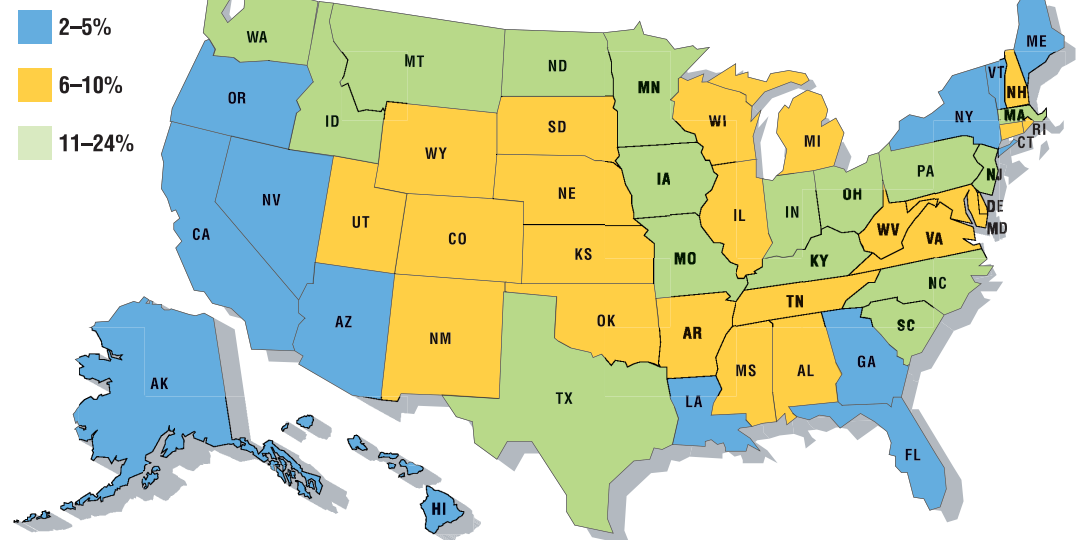 2–5%
6–10%
11–24%
WA
MT
ND
MN
ME
VT
NH
OR
ID
WY
SD
WI
MI
NY
MA
RI
CT
NV
CA
UT
CO
NE
IA
IL
IN
OH
PA
NJ
DE
MD
WV
VA
KS
MO
KY
NC
TN
SC
AZ
NM
OK
AR
MS
AL
GA
TX
LA
FL
AK
HI